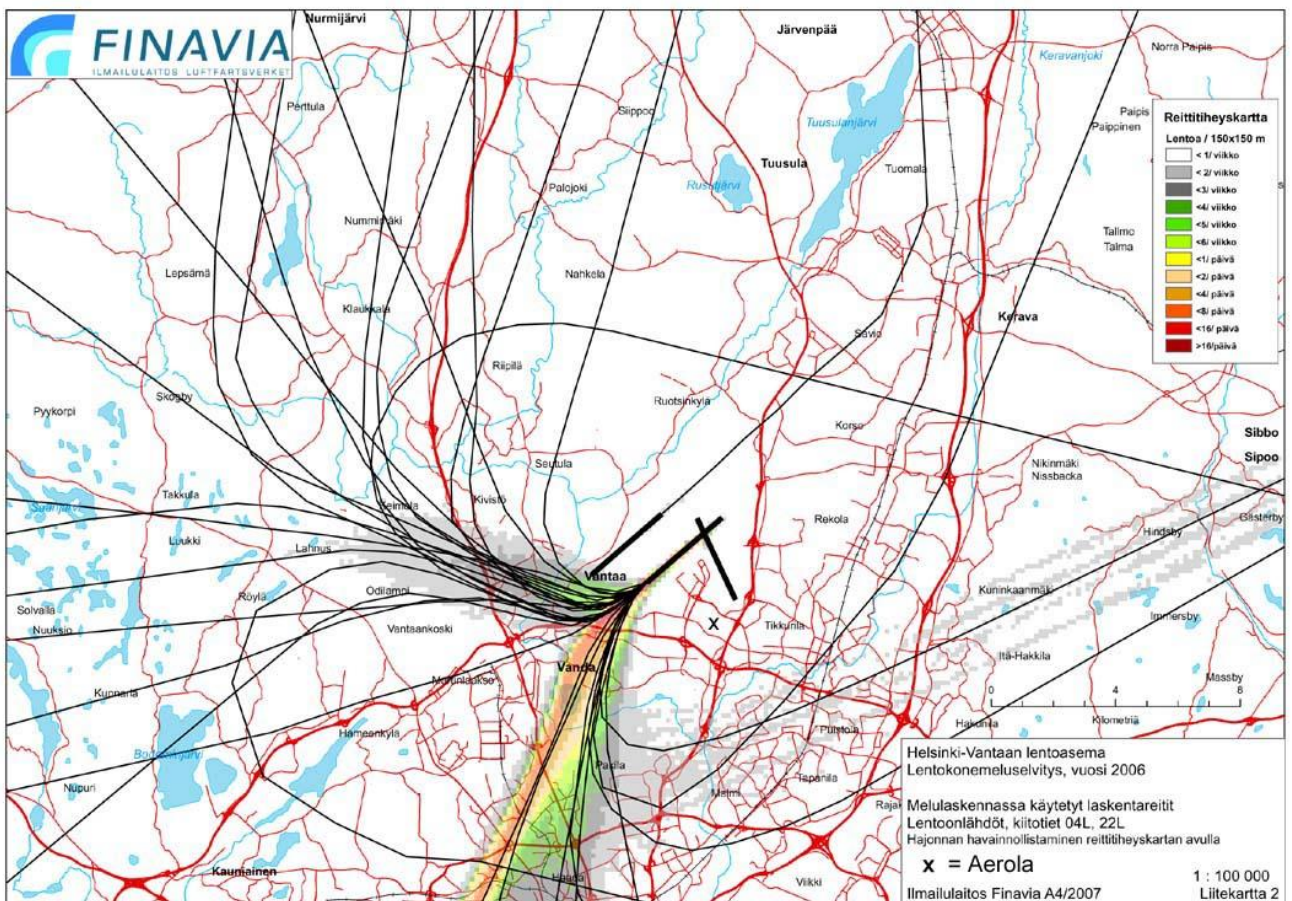 FINAVIA
ILMAILULAITOS LUFTFARTSVERKET
Nurmijärvi
Järvenpää
Keravanjoki
Norra Paipis
Perttula
Siippoo
Tuusulanjärvi
Paipis
Paippinen
Reittitiheyskartta
Lentoa / 150x150 m
< 1/ viikko
< 2/ viikko
<3/ viikko
<4/ viikko
<5/ viikko
<6/ viikko
<1/ päivä
<2/ päivä
<4/ päivä
<8/ päivä
<16/ päivä
>16/päivä
Tuusula
Tuomala
Palojoki
Rusutjärvi
Nummimäki
Tallmo
Talma
Lepsämä
Nahkela
Klaukkala
Kerava
Savio
Riipilä
Skogby
Ruotsinkylä
Pyykorpi
Korso
Sibbo
Sipoo
Seutula
Nikinmäki
Nissbacka
Takkula
Keimola
Kivistö
Rekola
Gästerby
Hindsby
Luukki
Lahnus
Vantaa
Kuninkaanmäki
Odilampi
Röylä
Solvalla
Nuuksio
Vantaankoski
x
Tikkurila
Immersby
Itä-Hakkila
Vanda
Massby
Kunnarla
0 4 8
Kilometriä
Hakunila
Puistola
Hämeenkylä
Nupuri
Malmi
Tapanila
Kauniainen
Viikki
Helsinki-Vantaan lentoasema
Lentokonemeluselvitys, vuosi 2006
Melulaskennassa käytetyt laskentareitit
Lentoonlähdöt, kiitotiet 04L, 22L
Hajonnan havainnollistaminen reittitiheyskartan avulla
x = Aerola
1 : 100 000
Ilmailulaitos Finavia A4/2007
Liitekartta 2